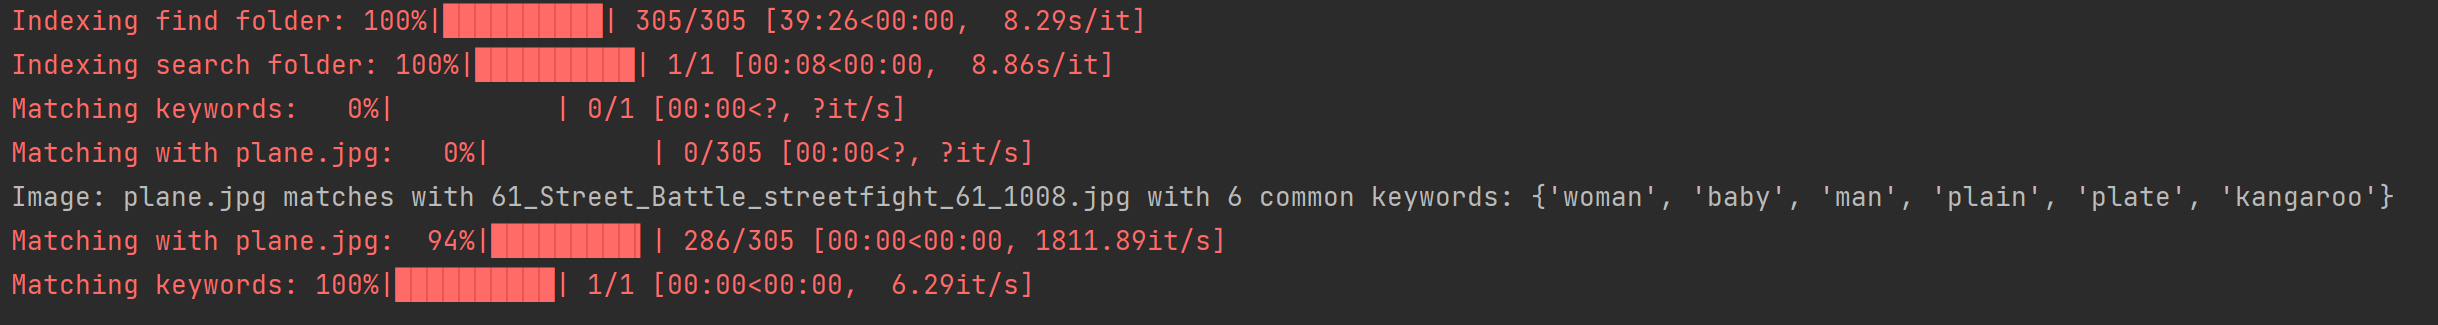 Indexing find folder: 100%|██████████| 305/305 [39:26<00:00,  8.29s/it]
Indexing search folder: 100%|██████████| 1/1 [00:08<00:00,  8.86s/it]
Matching keywords:   0%|          | 0/1 [00:00<?, ?it/s]
Matching with plane.jpg:   0%|          | 0/305 [00:00<?, ?it/s]
Image: plane.jpg matches with 61_Street_Battle_streetfight_61_1008.jpg with 6 common keywords: {'woman', 'baby', 'man', 'plain', 'plate', 'kangaroo'}
Matching with plane.jpg:  94%|█████████▍| 286/305 [00:00<00:00, 1811.89it/s]
Matching keywords: 100%|██████████| 1/1 [00:00<00:00,  6.29it/s]